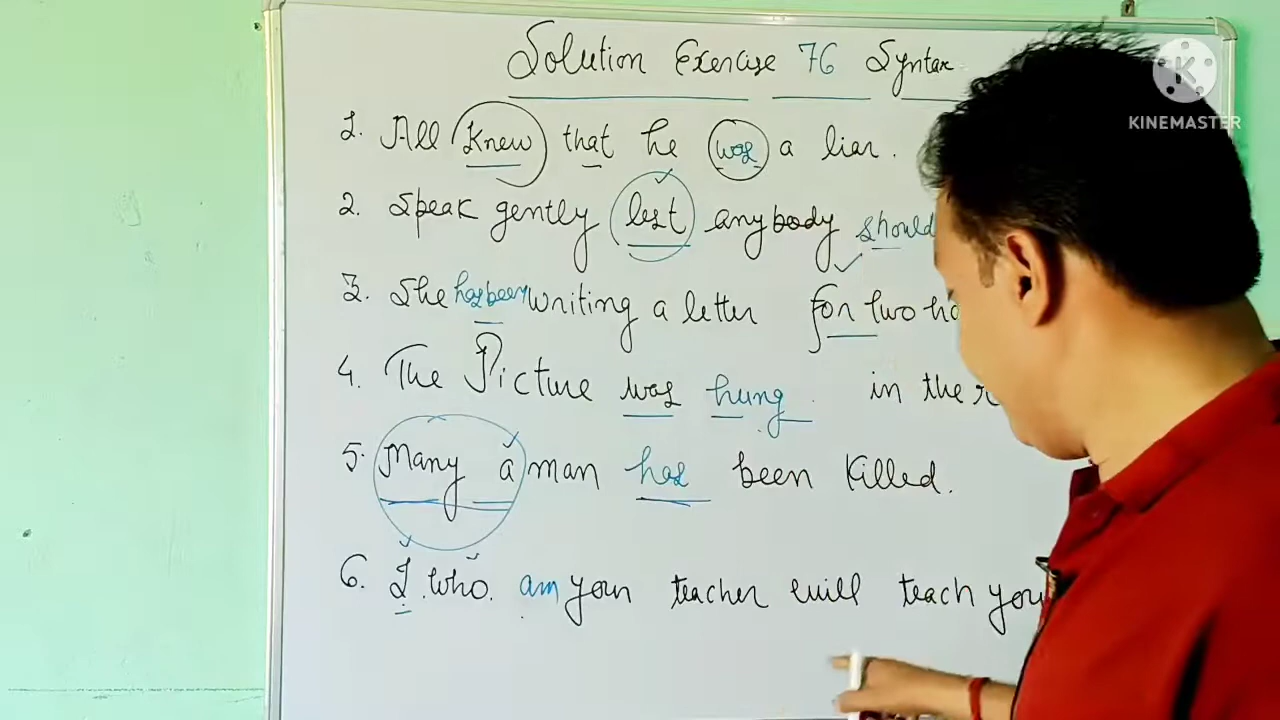 Solution Exercise 76 Syntax
1. All knew that he was a liar.
2. Speak gently lest anybody should
3. She has been writing a letter for two
4. The Picture was hung in the
5. Many a man has been killed.
6. I who am your teacher will teach you
K
KINEMASTER